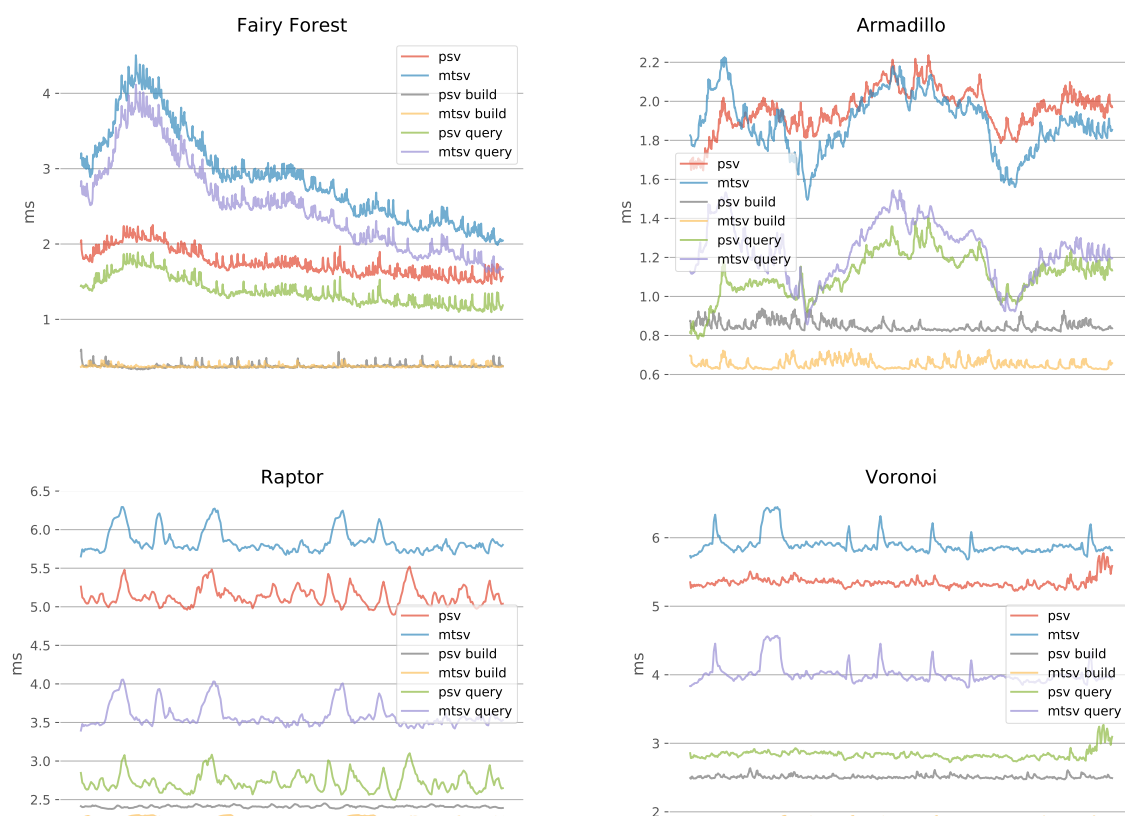 Fairy Forest
psv
mtsv
psv build
mtsv build
psv query
mtsv query
4
3
2
1
ms
Armadillo
2.2
2.0
1.8
1.6
1.4
1.2
1.0
0.8
0.6
ms
psv
mtsv
psv build
mtsv build
psv query
mtsv query
Raptor
6.5
6.0
5.5
5.0
4.5
4.0
3.5
3.0
2.5
ms
psv
mtsv
psv build
mtsv build
psv query
mtsv query
Voronoi
6
5
4
3
2
ms
psv
mtsv
psv build
mtsv build
psv query
mtsv query